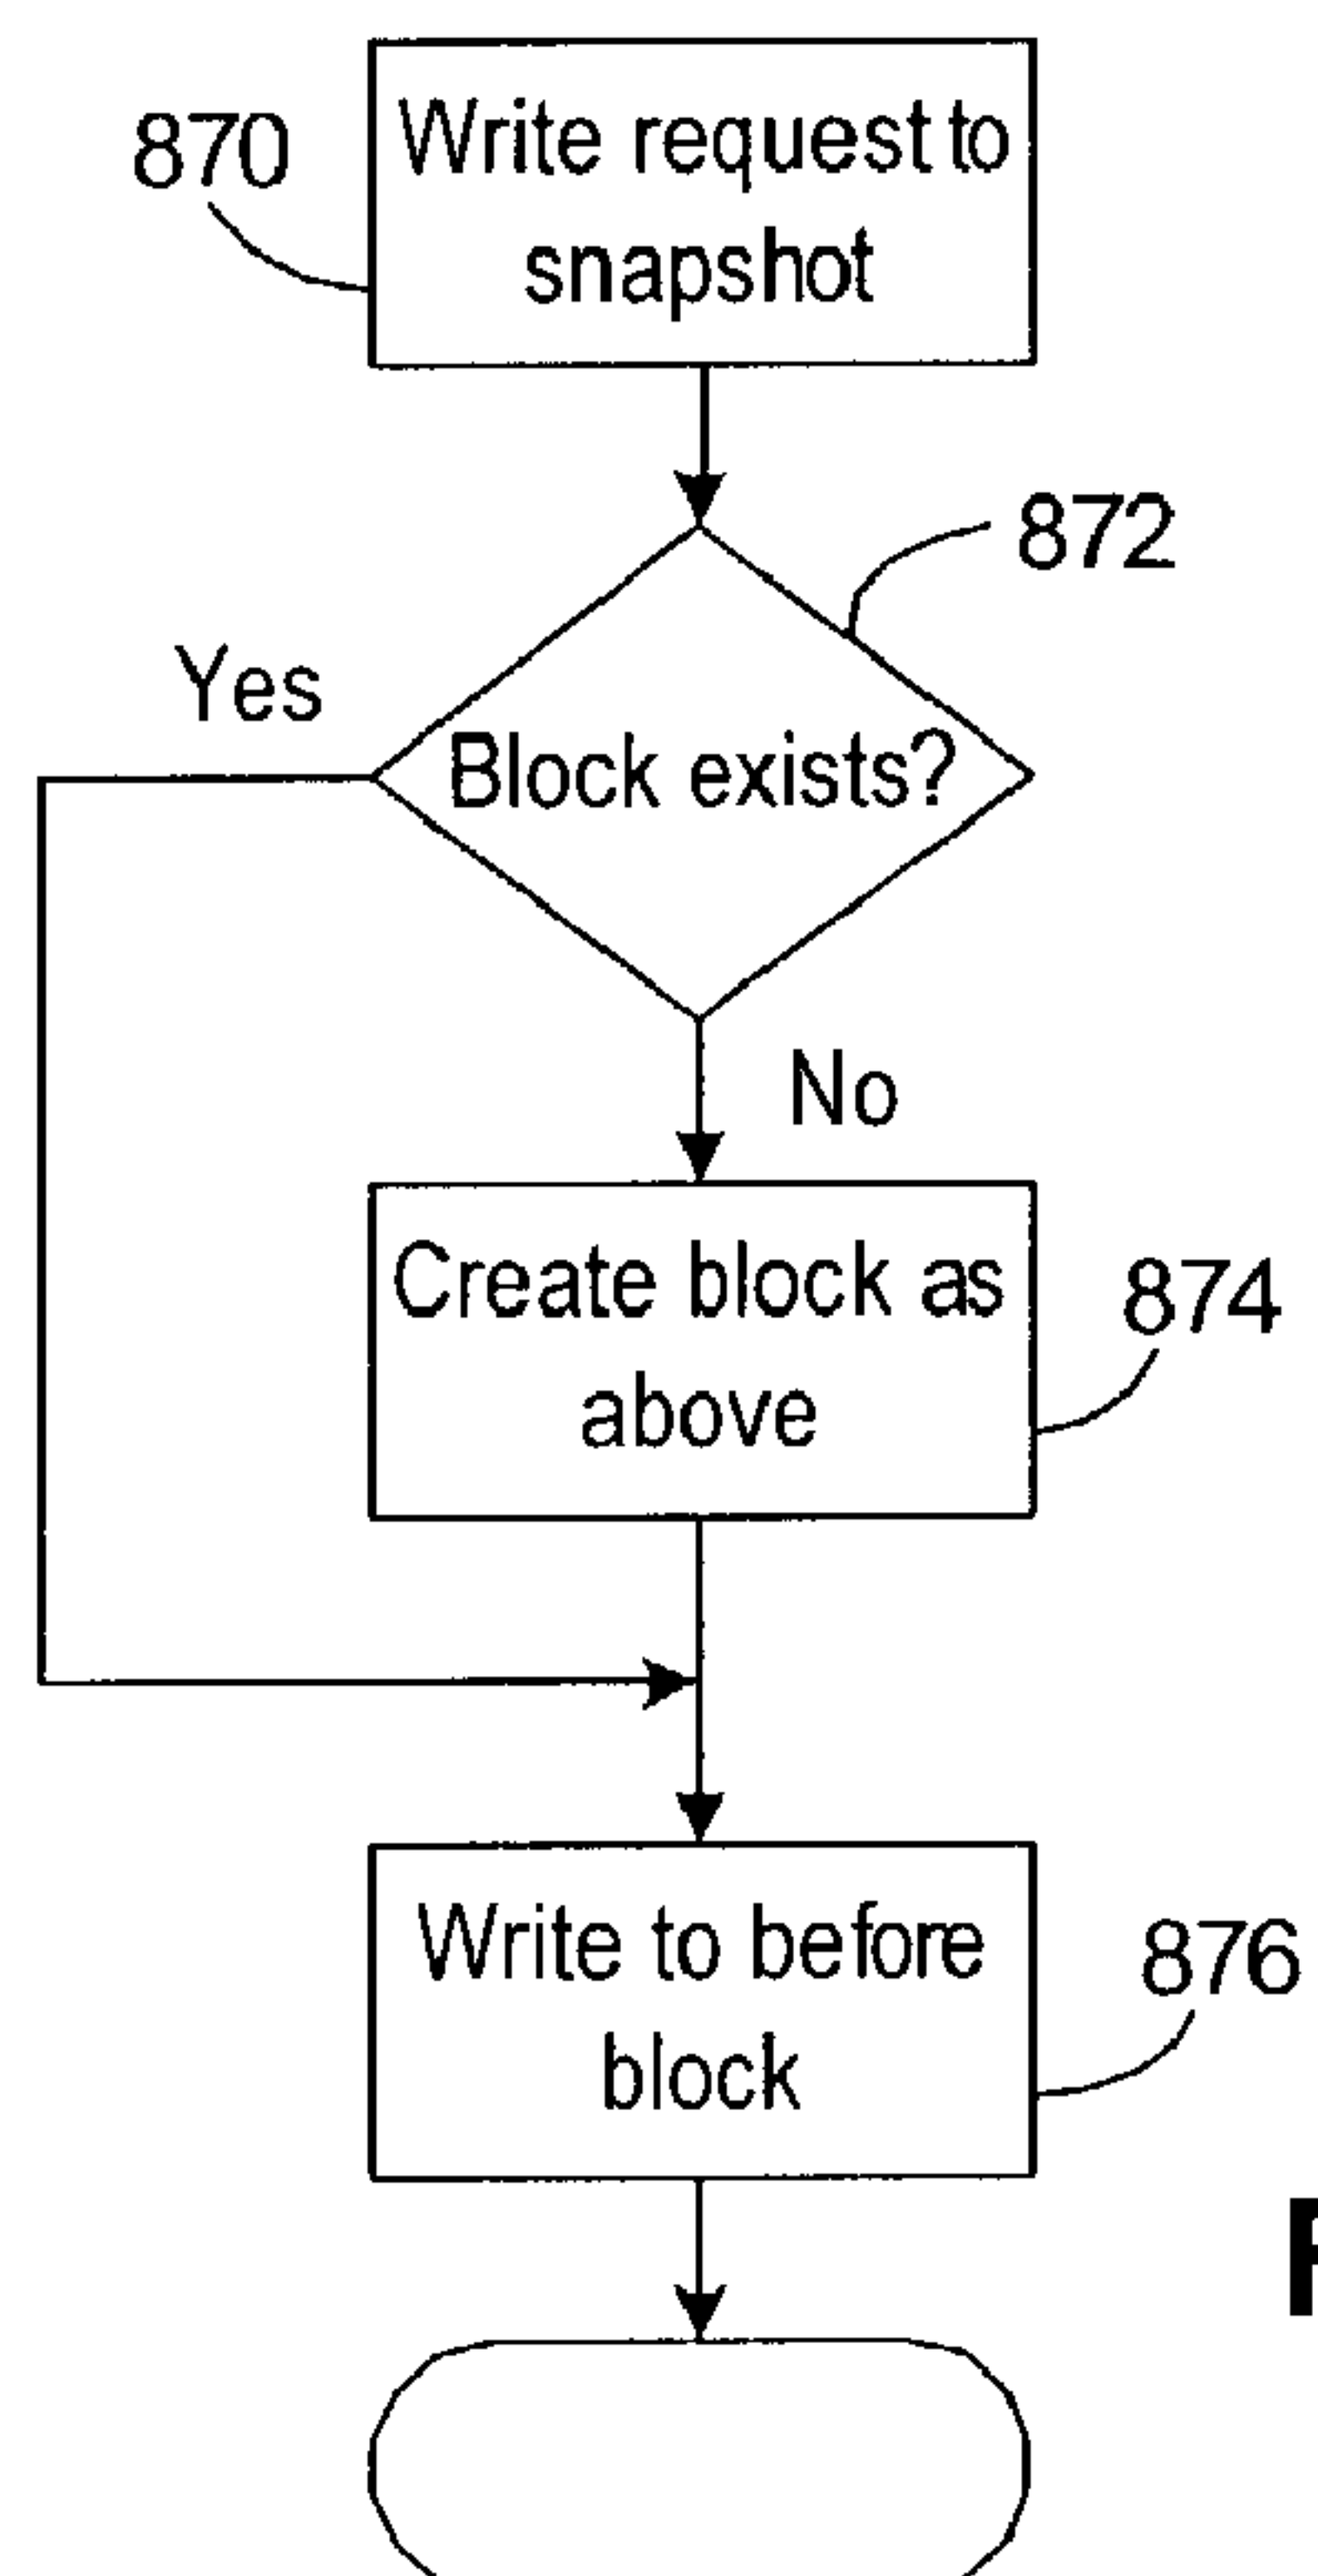 870
Write request to
snapshot
872
Yes
Block exists?
No
Create block as
above
874
Write to before
block
876